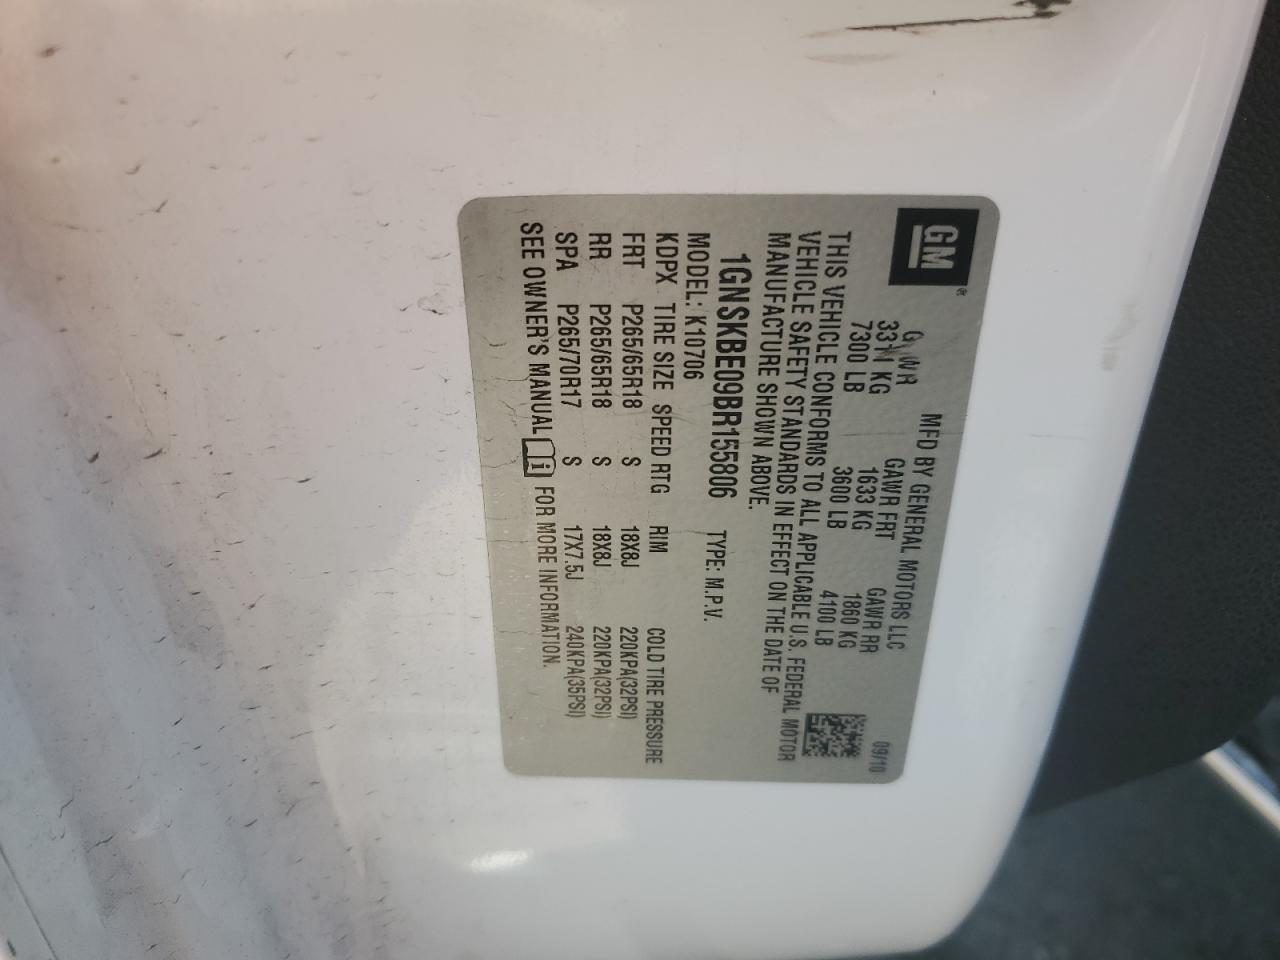 GM
MFD BY GENERAL MOTORS LLC 09/10
GAWR FRT GAWR RR
KG 1633 KG 1860 KG
7300 LB 3600 LB 4100 LB
THIS VEHICLE CONFORMS TO ALL APPLICABLE U.S. FEDERAL MOTOR
VEHICLE SAFETY STANDARDS IN EFFECT ON THE DATE OF
MANUFACTURE SHOWN ABOVE.
1GNSKBE09BR155806 TYPE: M.P.V.
MODEL: K10706
KDPX TIRE SIZE SPEED RTG RIM COLD TIRE PRESSURE
FRT P265/65R18 S 18X8J 220KPA(32PSI)
RR P265/65R18 S 18X8J 220KPA(32PSI)
SPA P265/70R17 S 17X7.5J 240KPA(35PSI)
SEE OWNER'S MANUAL i FOR MORE INFORMATION.